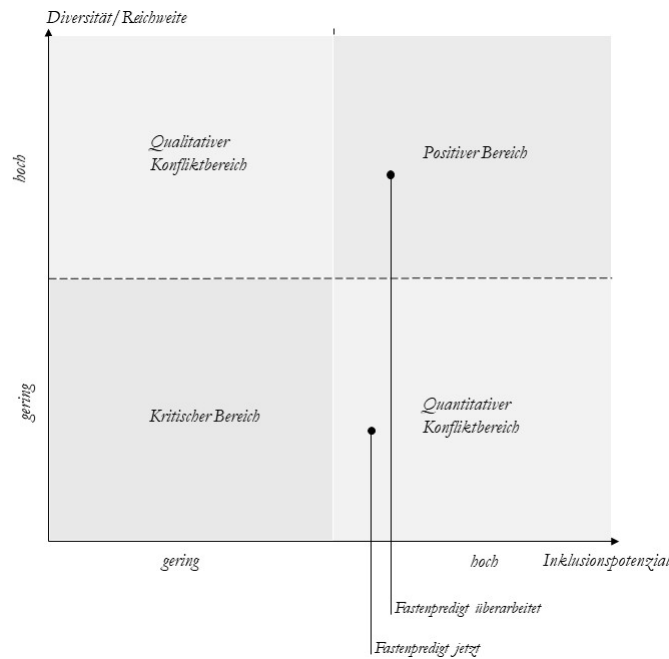 Diversität/Reichweite
hoch
Qualitativer
Konfliktbereich
Positiver Bereich
gering
Kritischer Bereich
Quantitativer
Konfliktbereich
gering
hoch
Inklusionspotenzial
Fastenpredigt überarbeitet
Fastenpredigt jetzt